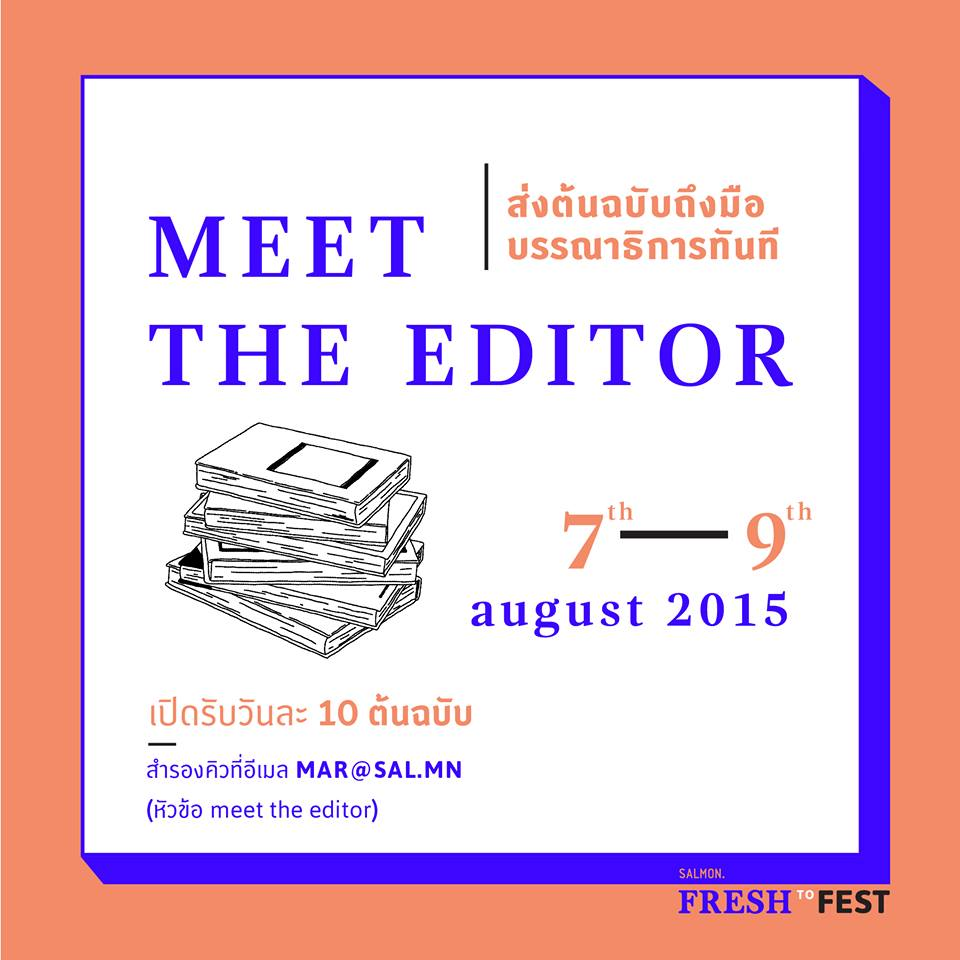 MEET
ส่งต้นฉบับถึงมือ
บรรณาธิการทันที
THE EDITOR
7th — 9th
august 2015
เปิดรับวันละ 10 ต้นฉบับ
สำรองคิวที่อีเมล MAR@SAL.MN
(หัวข้อ meet the editor)
SALMON.
FRESH TO FEST